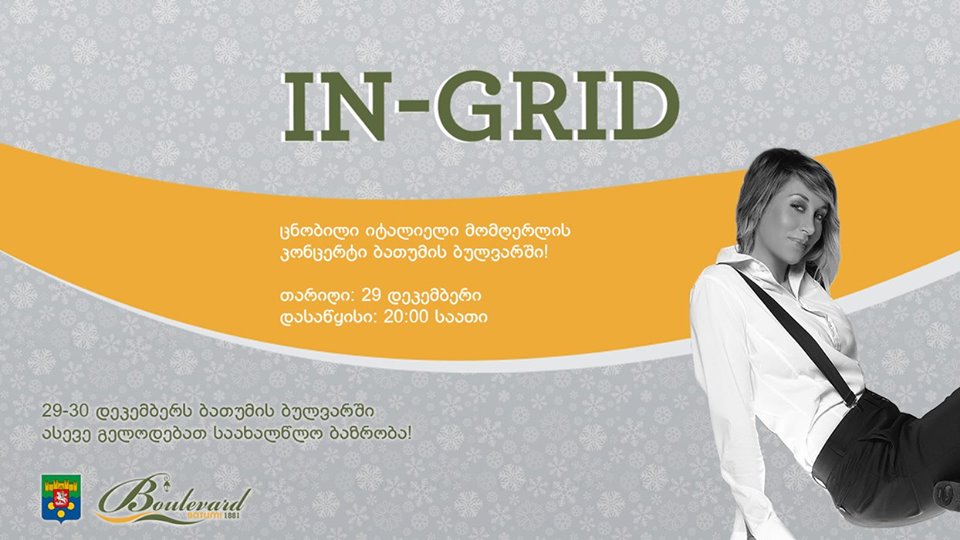 IN-GRID
ცნობილი იტალიელი მომღერლის
კონცერტი ბათუმის ბულვარში!
თარიღი: 29 დეკემბერი
დასაწყისი: 20:00 საათი
29-30 დეკემბერს ბათუმის ბულვარში
ასევე გელოდებათ საახალწლო ბაზრობა!
Boulevard
BATUMI 1881